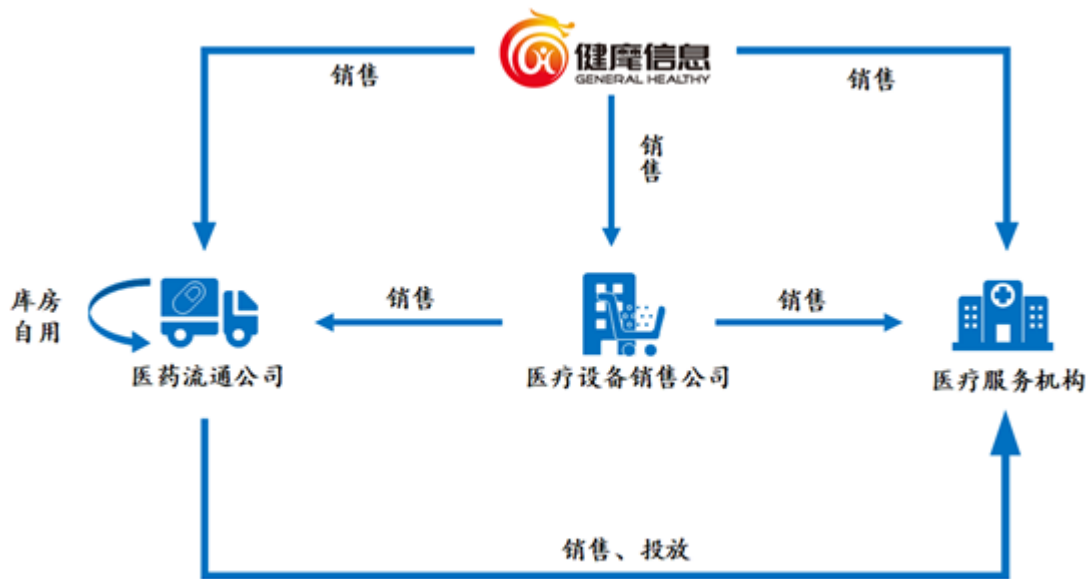 健麾信息
GENERAL HEALTHY
销售
销售
销售
库房
自用
销售
销售
医药流通公司
医疗设备销售公司
医疗服务机构
销售、投放